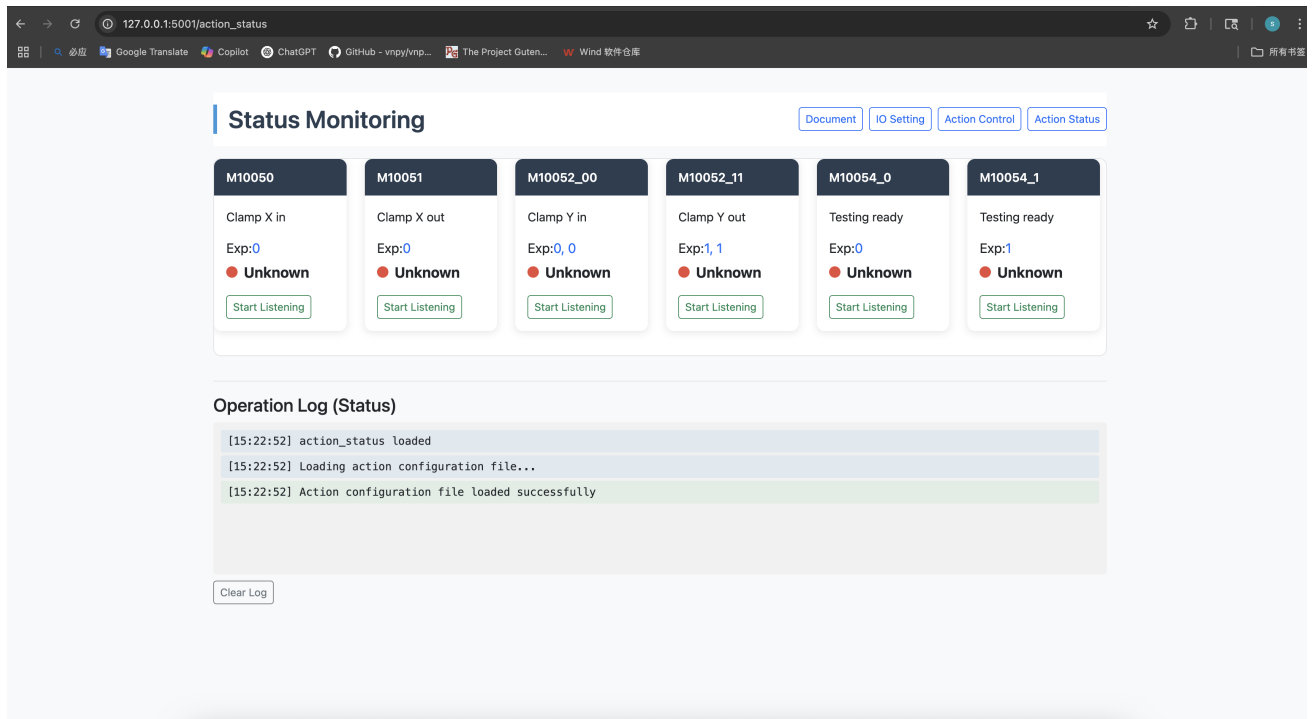 127.0.0.1:5001/action_status
必应 Google Translate Copilot ChatGPT GitHub - vnpy/vnp... The Project Guten... Wind 软件仓库 所有书签
Status Monitoring
Document IO Setting Action Control Action Status
M10050 M10051 M10052_00 M10052_11 M10054_0 M10054_1
Clamp X in Clamp X out Clamp Y in Clamp Y out Testing ready Testing ready
Exp:0 Exp:0 Exp:0, 0 Exp:1, 1 Exp:0 Exp:1
Unknown Unknown Unknown Unknown Unknown Unknown
Start Listening Start Listening Start Listening Start Listening Start Listening Start Listening
Operation Log (Status)
[15:22:52] action_status loaded
[15:22:52] Loading action configuration file...
[15:22:52] Action configuration file loaded successfully
Clear Log